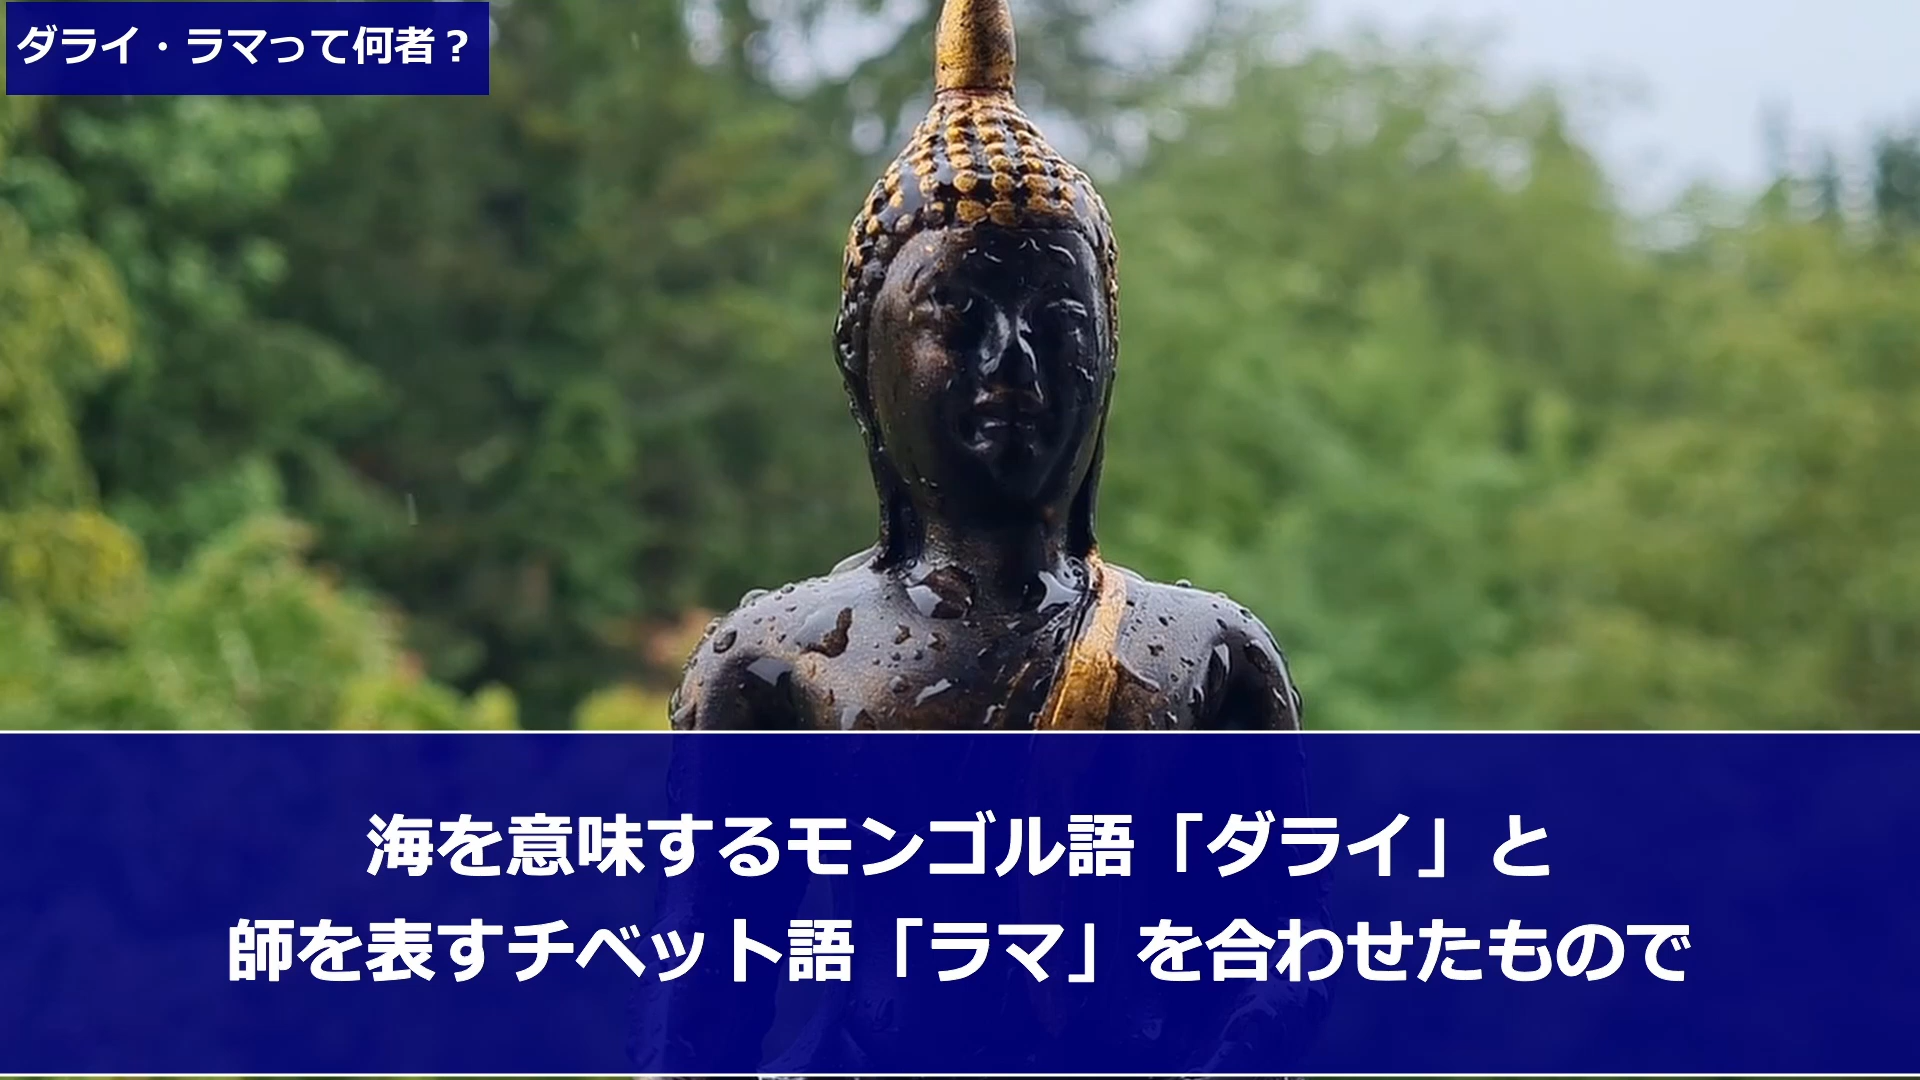 ダライ・ラマって何者？
海を意味するモンゴル語「ダライ」と
師を表すチベット語「ラマ」を合わせたもので